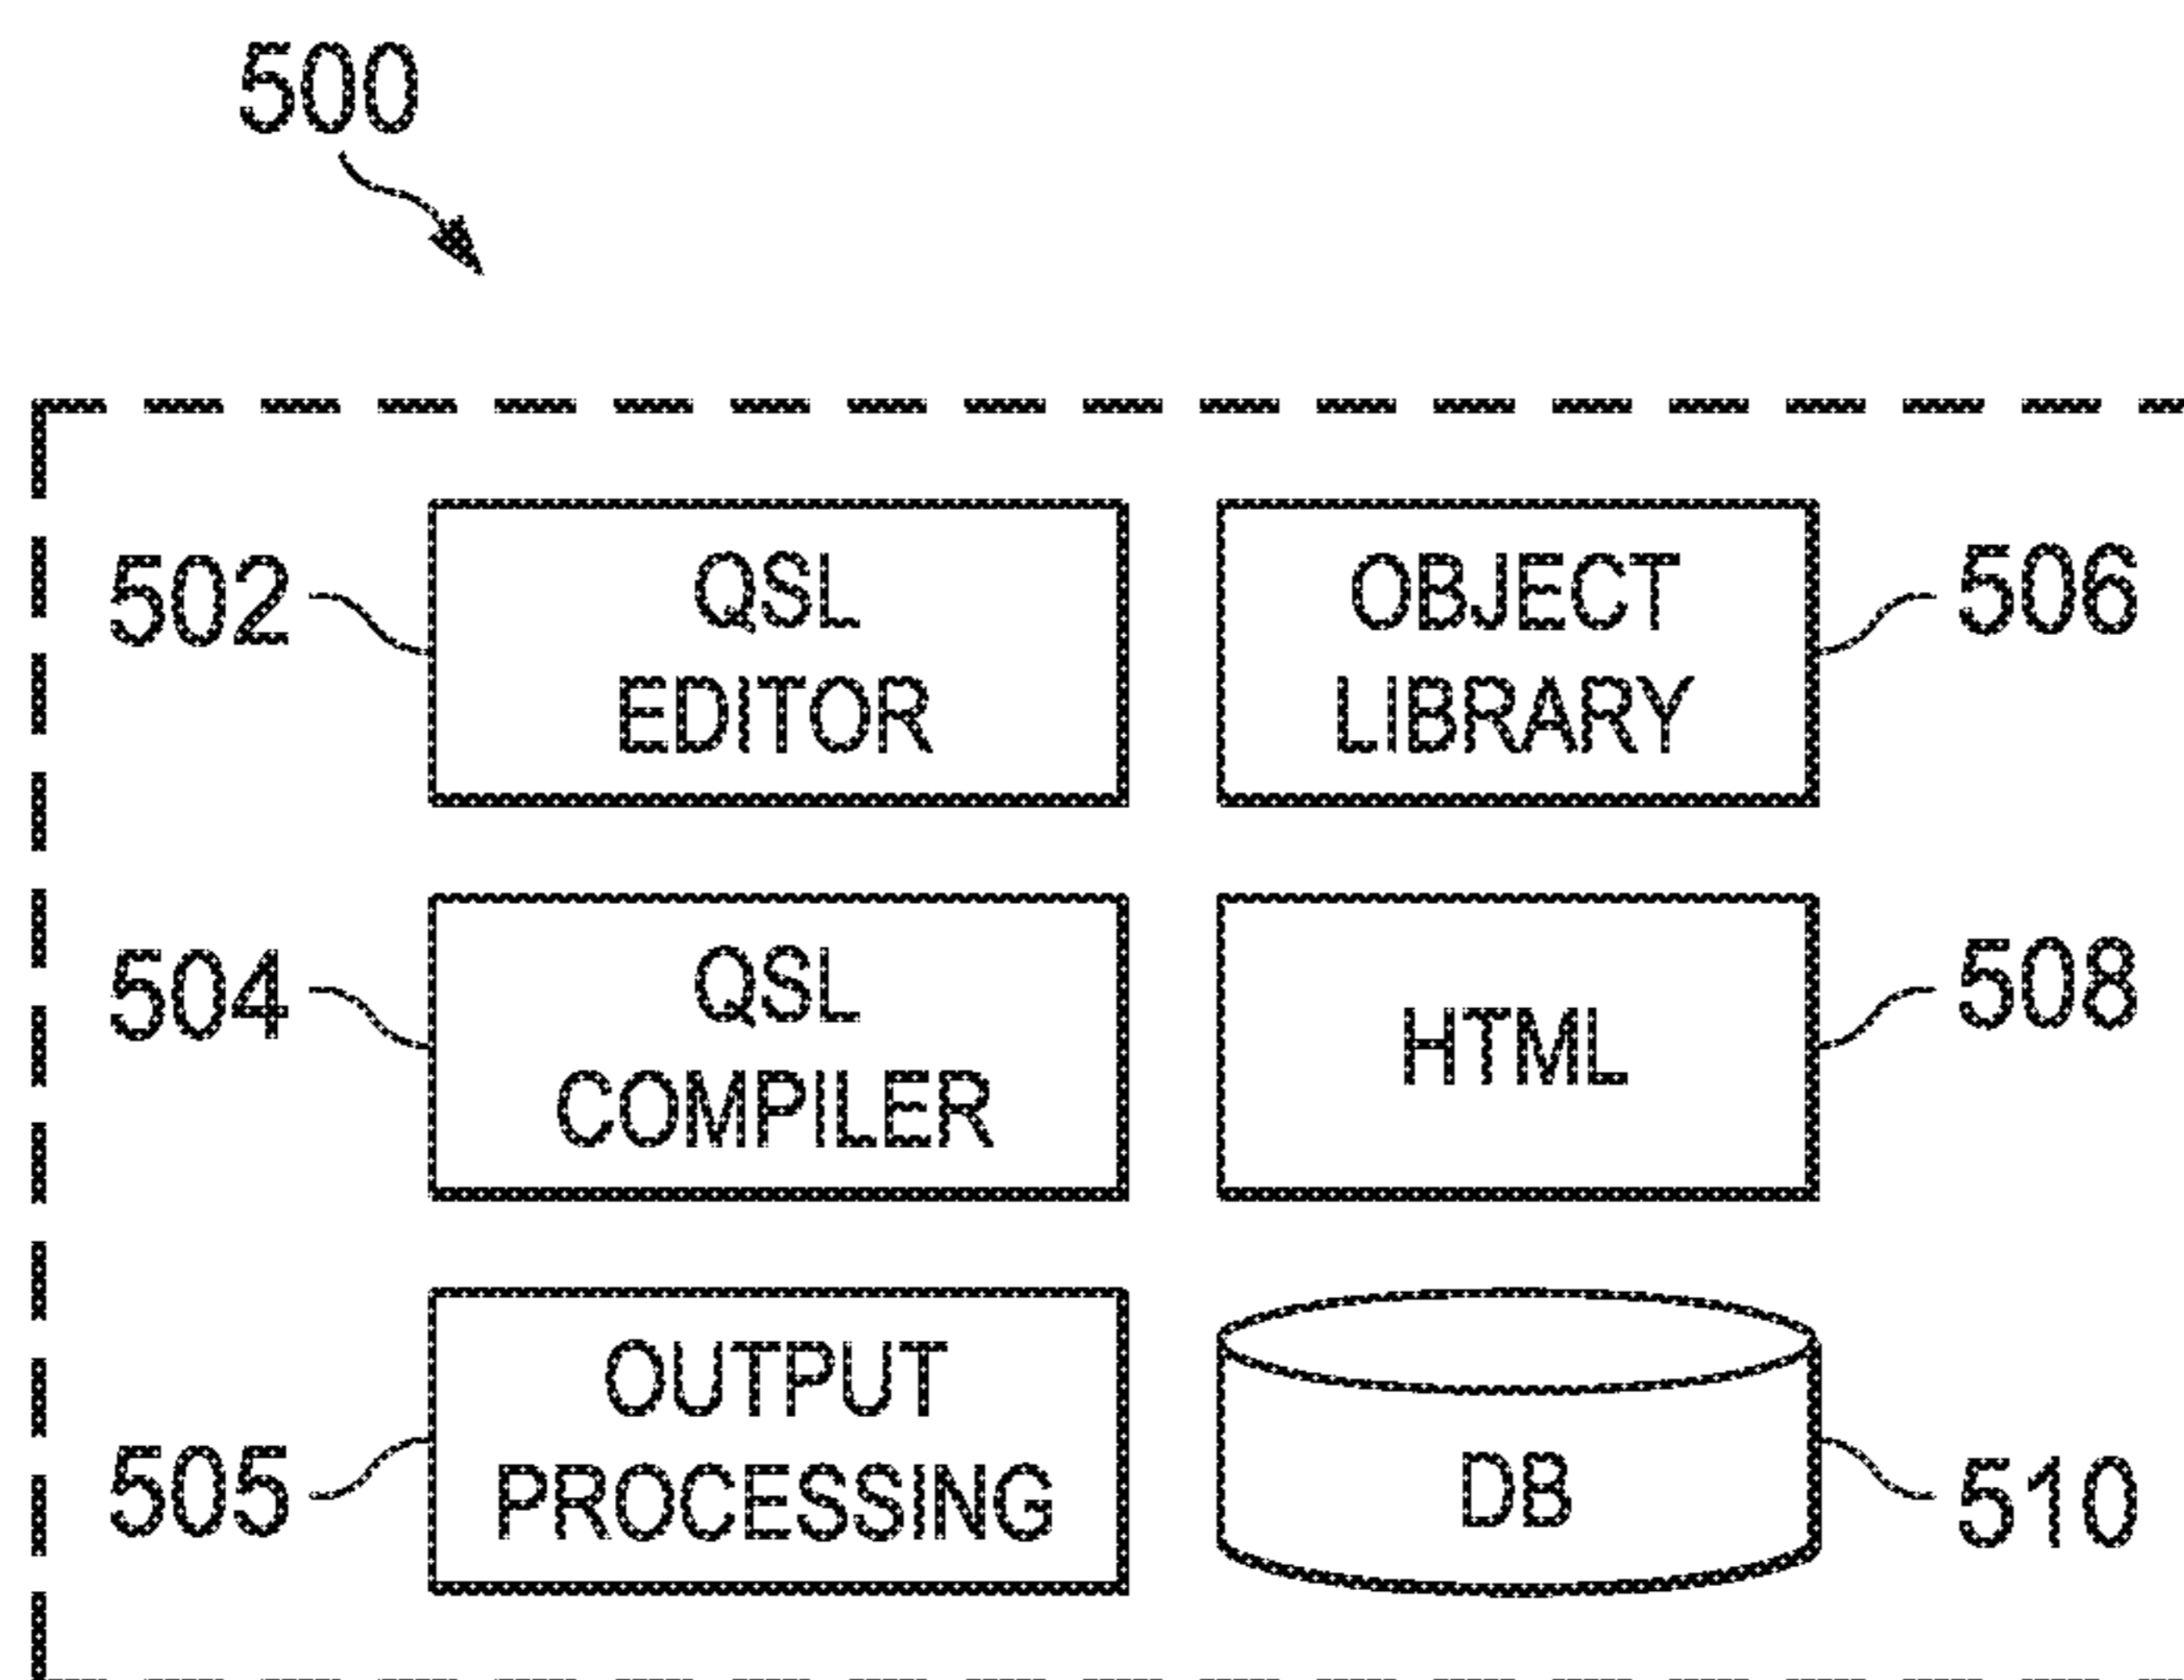 500
502
QSL
EDITOR
OBJECT
LIBRARY
506
504
QSL
COMPILER
HTML
508
505
OUTPUT
PROCESSING
DB
510